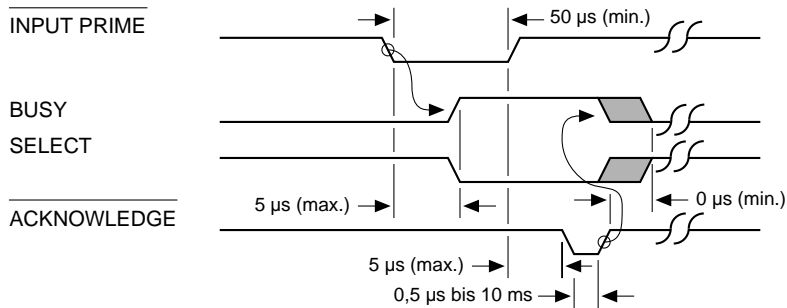 INPUT PRIME
50 µs (min.)
BUSY
SELECT
5 µs (max.)
0 µs (min.)
ACKNOWLEDGE
5 µs (max.)
0,5 µs bis 10 ms